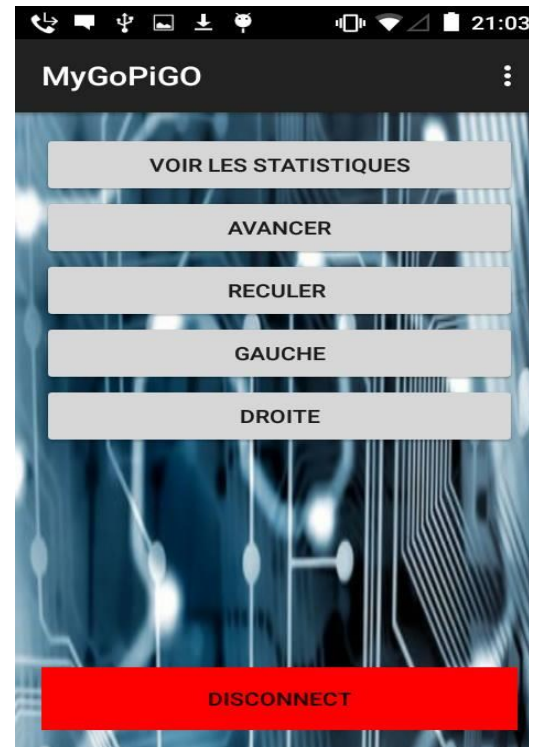 21:03
MyGoPiGO
VOIR LES STATISTIQUES
AVANCER
RECULER
GAUCHE
DROITE
DISCONNECT